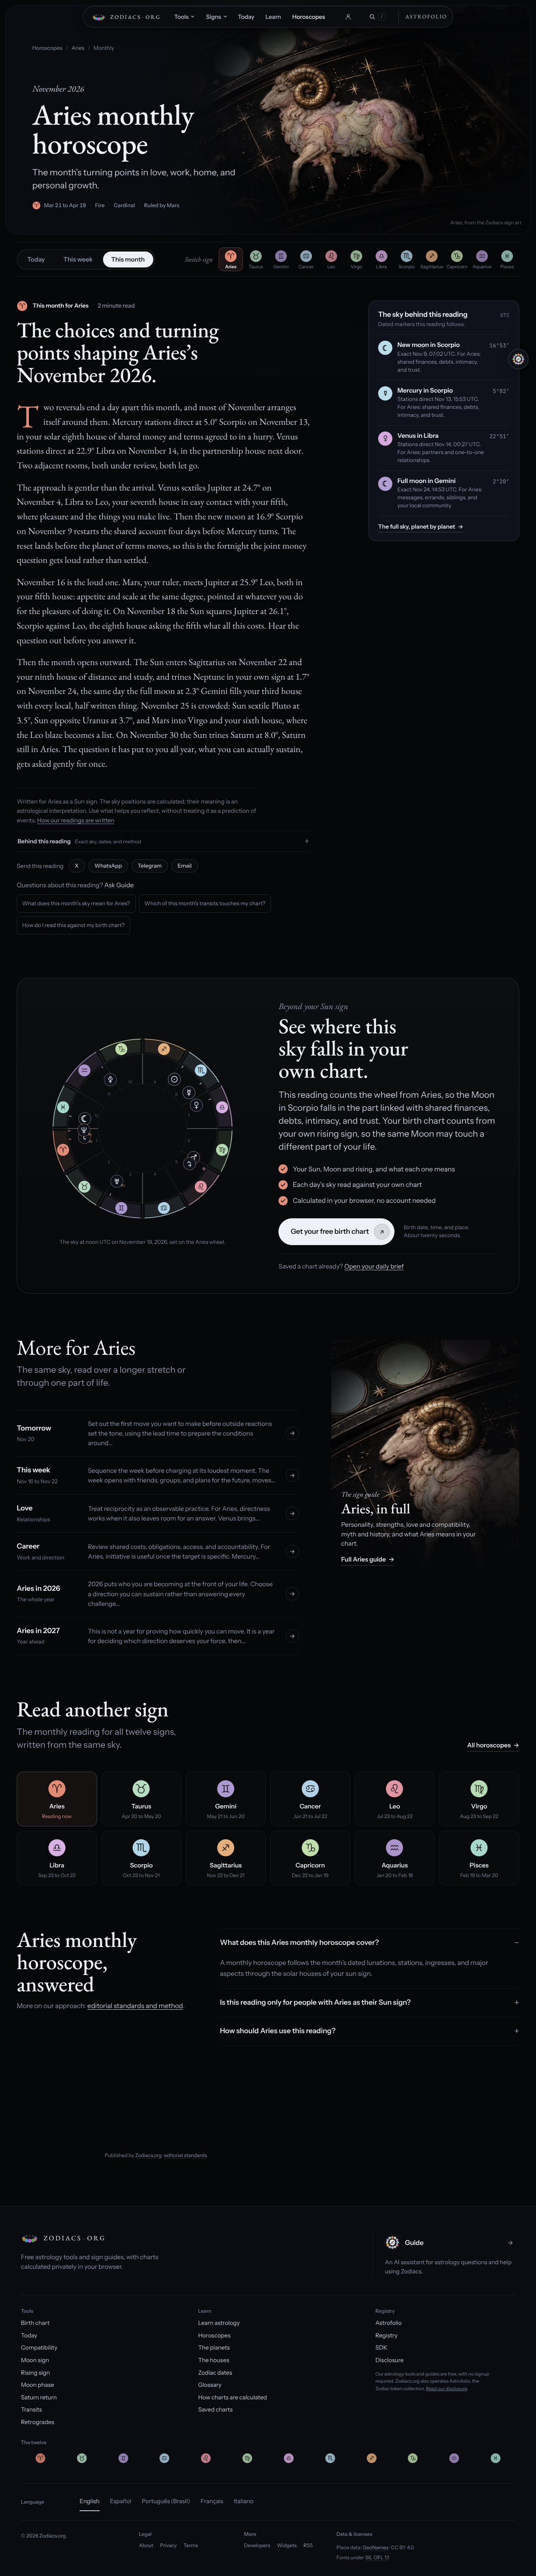 ZODIACS·ORG
Tools
Signs
Today
Learn
Horoscopes
/
ASTROFOLIO
Horoscopes / Aries / Monthly
November 2026
Aries monthly
horoscope
The month's turning points in love, work, home, and
personal growth.
Mar 21 to Apr 19 · Fire · Cardinal · Ruled by Mars
Aries, from the Zodiacs sign art
Today
This week
This month
Switch sign
Aries
Taurus
Gemini
Cancer
Leo
Virgo
Libra
Scorpio
Sagittarius
Capricorn
Aquarius
Pisces
This month for Aries · 2 minute read
The choices and turning
points shaping Aries's
November 2026.
Two reveals end a day apart, and most of November arranges
itself around them. Mercury stations direct at 5.0° Scorpio on November 13,
in your solar eighth house of shared money and terms agreed to in a hurry. Venus
stations direct at 22.9° Libra on November 14, in the partnership house next door.
Two adjacent rooms, both under review, both let go.
The approach is gentler than the arrival. Venus sextiles Jupiter at 24.7° on
November 4, Libra to Leo, your seventh house in easy contact with your fifth,
where pleasure and the things you make live. Then the new moon at 16.9° Scorpio
on November 9 restarts the shared account four days before Mercury turns. The
reset lands before the planet of terms moves, so this is the fortnight the joint money
question gets loud rather than settled.
November 16 is the loud one. Mars, your ruler, meets Jupiter at 25.9° Leo, both in
your fifth house: appetite and scale at the same degree, pointed at whatever you do
for the pleasure of doing it. On November 18 the Sun squares Jupiter at 26.1°,
Scorpio against Leo, the eighth house asking the fifth what all this costs. Hear the
question out before you answer it.
Then the month opens outward. The Sun enters Sagittarius on November 22 and your
ninth house of distance and study, and trines Neptune in your own sign at 1.7°
on November 24, the same day the full moon at 2.3° Gemini fills your third house
with every local, half written thing. November 25 is crowded: Sun sextile Pluto at
3.5°, Sun opposite Uranus at 3.7°, and Mars into Virgo and your sixth house, where
the Leo blaze becomes a list. On November 30 the Sun trines Saturn at 8.0°, Saturn
still in Aries. The question it has put to you all year, what you can actually sustain,
gets asked gently for once.
Written for Aries as a Sun sign. The sky positions are calculated; their meaning is an
astrological interpretation. Use what helps you reflect, without treating it as a prediction of
events. How our readings are written
Behind this reading Exact sky, dates, and method +
Send this reading
X
WhatsApp
Telegram
Email
Questions about this reading? Ask Guide
What does this month's sky mean for Aries?
Which of this month's transits touches my chart?
How do I read this against my birth chart?
The sky behind this reading
UTC
Dated markers this reading follows.
New moon in Scorpio
16°53'
Exact Nov 9, 07:02 UTC. For Aries:
shared finances, debts, intimacy,
and trust.
Mercury in Scorpio
5°02'
Stations direct Nov 13, 15:53 UTC.
For Aries: shared finances, debts,
intimacy, and trust.
Venus in Libra
22°51'
Stations direct Nov 14, 00:27 UTC.
For Aries: partners and one-to-one
relationships.
Full moon in Gemini
2°20'
Exact Nov 24, 14:53 UTC. For Aries:
messages, errands, siblings, and
your local community.
The full sky, planet by planet →
The sky at noon UTC on November 19, 2026, set on the Aries wheel.
Beyond your Sun sign
See where this
sky falls in your
own chart.
This reading counts the wheel from Aries, so the Moon
in Scorpio falls in the part linked with shared finances,
debts, intimacy, and trust. Your birth chart counts from
your own rising sign, so the same Moon may touch a
different part of your life.
Your Sun, Moon and rising, and what each one means
Each day's sky read against your own chart
Calculated in your browser, no account needed
Get your free birth chart
Birth date, time, and place.
About twenty seconds.
Saved a chart already? Open your daily brief
More for Aries
The same sky, read over a longer stretch or
through one part of life.
Tomorrow
Nov 20
Set out the first move you want to make before outside reactions
set the tone, using the lead time to prepare the conditions
around...
This week
Nov 16 to Nov 22
Sequence the week before charging at its loudest moment. The
week opens with friends, groups, and plans for the future, moves...
Love
Relationships
Treat reciprocity as an observable practice. For Aries, directness
works when it also leaves room for an answer. Venus brings...
Career
Work and direction
Review shared costs, obligations, access, and accountability. For
Aries, initiative is useful once the target is specific. Mercury...
Aries in 2026
The whole year
2026 puts who you are becoming at the front of your life. Choose
a direction you can sustain rather than answering every
challenge...
Aries in 2027
Year ahead
This is not a year for proving how quickly you can move. It is a year
for deciding which direction deserves your force, then...
The sign guide
Aries, in full
Personality, strengths, love and compatibility,
myth and history, and what Aries means in your
chart.
Full Aries guide →
Read another sign
The monthly reading for all twelve signs,
written from the same sky.
All horoscopes →
Aries
Reading now
Taurus
Apr 20 to May 20
Gemini
May 21 to Jun 20
Cancer
Jun 21 to Jul 22
Leo
Jul 23 to Aug 22
Virgo
Aug 23 to Sep 22
Libra
Sep 23 to Oct 22
Scorpio
Oct 23 to Nov 21
Sagittarius
Nov 22 to Dec 21
Capricorn
Dec 22 to Jan 19
Aquarius
Jan 20 to Feb 18
Pisces
Feb 19 to Mar 20
Aries monthly
horoscope,
answered
More on our approach: editorial standards and method.
What does this Aries monthly horoscope cover? −
A monthly horoscope follows the month's dated lunations, stations, ingresses, and major
aspects through the solar houses of your sun sign.
Is this reading only for people with Aries as their Sun sign? +
How should Aries use this reading? +
Published by Zodiacs.org · editorial standards
ZODIACS·ORG
Free astrology tools and sign guides, with charts
calculated privately in your browser.
Guide →
An AI assistant for astrology questions and help
using Zodiacs.
Tools
Birth chart
Today
Compatibility
Moon sign
Rising sign
Moon phase
Saturn return
Transits
Retrogrades
Learn
Learn astrology
Horoscopes
The planets
The houses
Zodiac dates
Glossary
How charts are calculated
Saved charts
Registry
Astrofolio
Registry
SDK
Disclosure
Our astrology tools and guides are free, with no signup
required. Zodiacs.org also operates Astrofolio, the
Zodiac token collection. Read our disclosure.
The twelve
Language
English
Español
Português (Brasil)
Français
Italiano
© 2026 Zodiacs.org
Legal
About
Privacy
Terms
More
Developers
Widgets
RSS
Data & licenses
Place data: GeoNames · CC BY 4.0
Fonts under SIL OFL 1.1